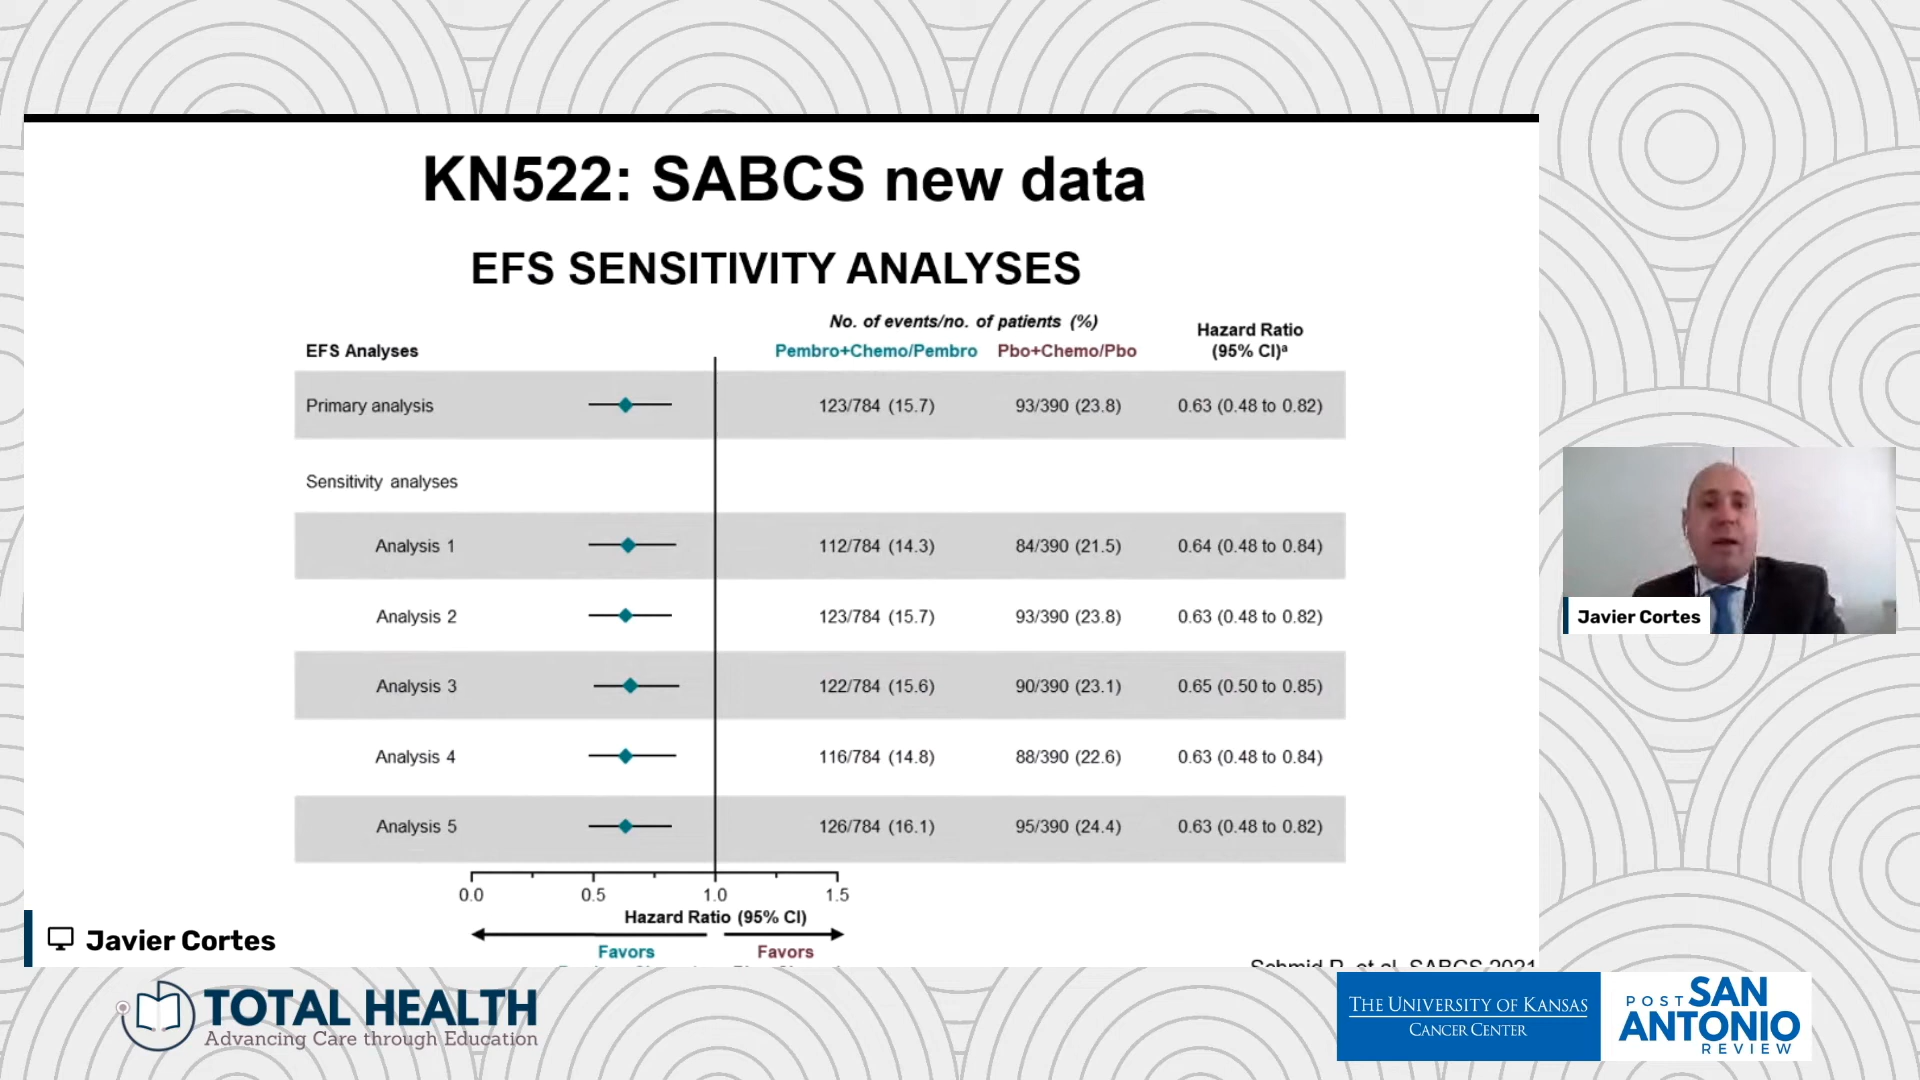 KN522: SABCS new data
EFS SENSITIVITY ANALYSES
No. of events/no. of patients (%)
EFS Analyses
Pembro+Chemo/Pembro
Pbo+Chemo/Pbo
Hazard Ratio
(95% CI)ª
Primary analysis 123/784 (15.7) 93/390 (23.8) 0.63 (0.48 to 0.82)
Sensitivity analyses
Analysis 1 112/784 (14.3) 84/390 (21.5) 0.64 (0.48 to 0.84)
Analysis 2 123/784 (15.7) 93/390 (23.8) 0.63 (0.48 to 0.82)
Analysis 3 122/784 (15.6) 90/390 (23.1) 0.65 (0.50 to 0.85)
Analysis 4 116/784 (14.8) 88/390 (22.6) 0.63 (0.48 to 0.84)
Analysis 5 126/784 (16.1) 95/390 (24.4) 0.63 (0.48 to 0.82)
0.0 0.5 1.0 1.5
Hazard Ratio (95% CI)
Favors Favors
Schmid P, et al. SABCS 2021
Javier Cortes
Javier Cortes
TOTAL HEALTH
Advancing Care through Education
THE UNIVERSITY OF KANSAS
CANCER CENTER
POST SAN
ANTONIO
REVIEW